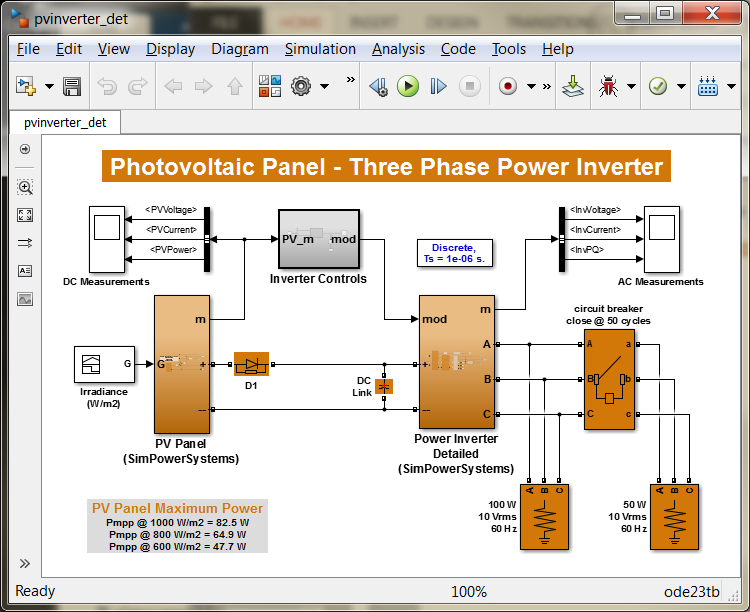 pvinverter_det
File Edit View Display Diagram Simulation Analysis Code Tools Help
pvinverter_det
Photovoltaic Panel - Three Phase Power Inverter
<PVVoltage>
<PVCurrent>
<PVPower>
DC Measurements
PV_m mod
Inverter Controls
Discrete,
Ts = 1e-06 s.
<InvVoltage>
<InvCurrent>
<InvPQ>
AC Measurements
circuit breaker
close @ 50 cycles
G
Irradiance
(W/m2)
m
G
+
--
PV Panel
(SimPowerSystems)
D1
DC
Link
mod
m
+
--
A
B
C
Power Inverter
Detailed
(SimPowerSystems)
A a
B b
C c
A B C
100 W
10 Vrms
60 Hz
A B C
50 W
10 Vrms
60 Hz
PV Panel Maximum Power
Pmpp @ 1000 W/m2 = 82.5 W
Pmpp @ 800 W/m2 = 64.9 W
Pmpp @ 600 W/m2 = 47.7 W
Ready 100% ode23tb